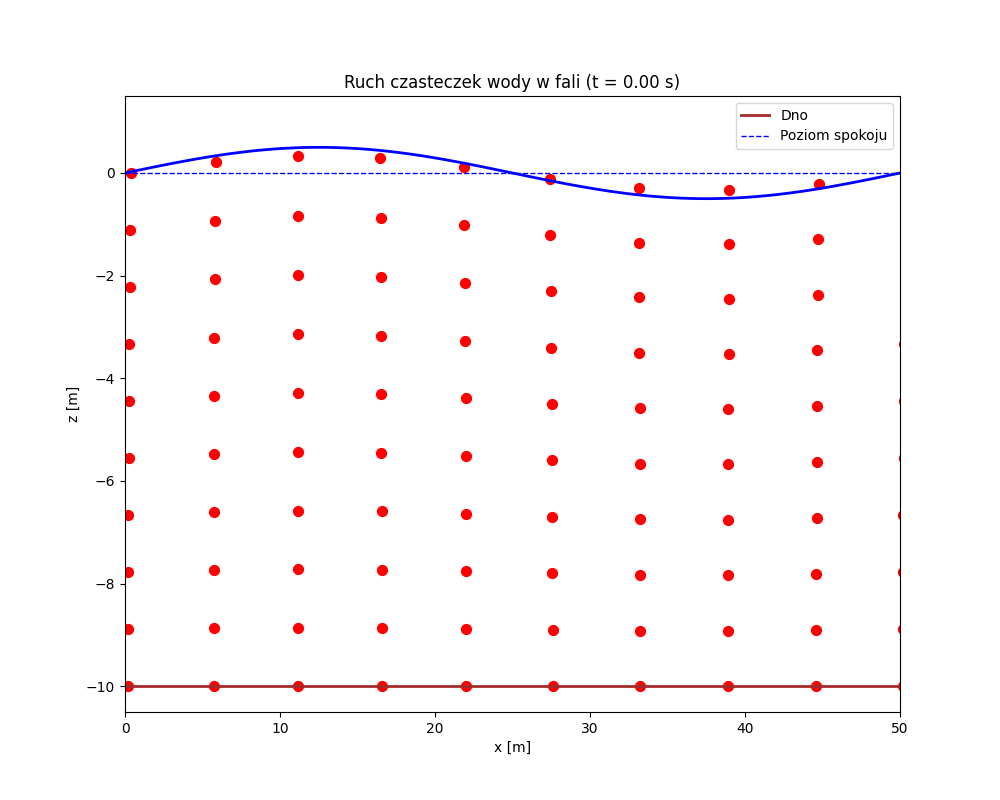 Ruch czasteczek wody w fali (t = 0.00 s)
Dno
Poziom spokoju
0
−2
−4
−6
−8
−10
z [m]
0 10 20 30 40 50
x [m]